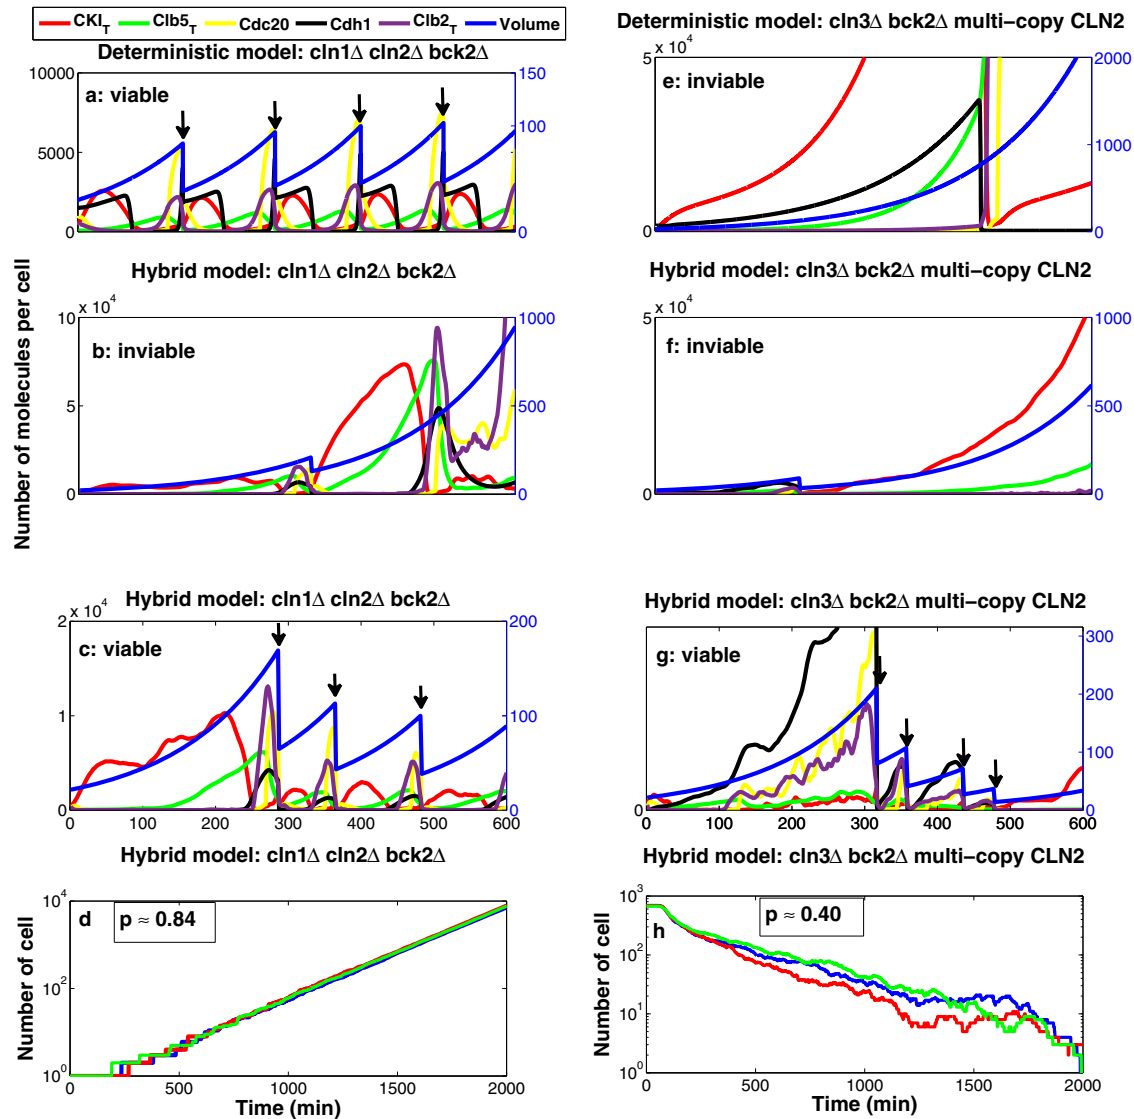 CKI_T Clb5_T Cdc20 Cdh1 Clb2_T Volume
Deterministic model: cln1Δ cln2Δ bck2Δ
a: viable
10000
5000
0
150
100
50
0
Hybrid model: cln1Δ cln2Δ bck2Δ
x 10^4
b: inviable
10
5
0
1000
500
0
Number of molecules per cell
Hybrid model: cln1Δ cln2Δ bck2Δ
x 10^4
c: viable
2
1
0
200
100
0
0 100 200 300 400 500 600
Hybrid model: cln1Δ cln2Δ bck2Δ
d
p ≈ 0.84
10^4
10^2
10^0
Number of cell
500 1000 1500 2000
Time (min)
Deterministic model: cln3Δ bck2Δ multi−copy CLN2
x 10^4
e: inviable
5
0
2000
1500
1000
500
0
Hybrid model: cln3Δ bck2Δ multi−copy CLN2
x 10^4
f: inviable
5
0
1000
500
0
Hybrid model: cln3Δ bck2Δ multi−copy CLN2
g: viable
300
200
100
0
0 100 200 300 400 500 600
Hybrid model: cln3Δ bck2Δ multi−copy CLN2
h
p ≈ 0.40
10^3
10^2
10^1
10^0
Number of cell
500 1000 1500 2000
Time (min)